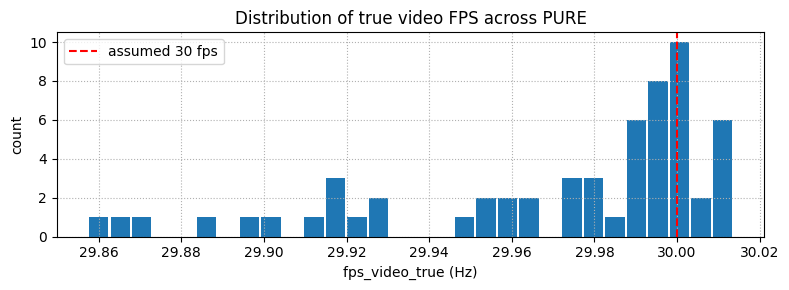 Distribution of true video FPS across PURE
assumed 30 fps
count
10
8
6
4
2
0
29.86 29.88 29.90 29.92 29.94 29.96 29.98 30.00 30.02
fps_video_true (Hz)